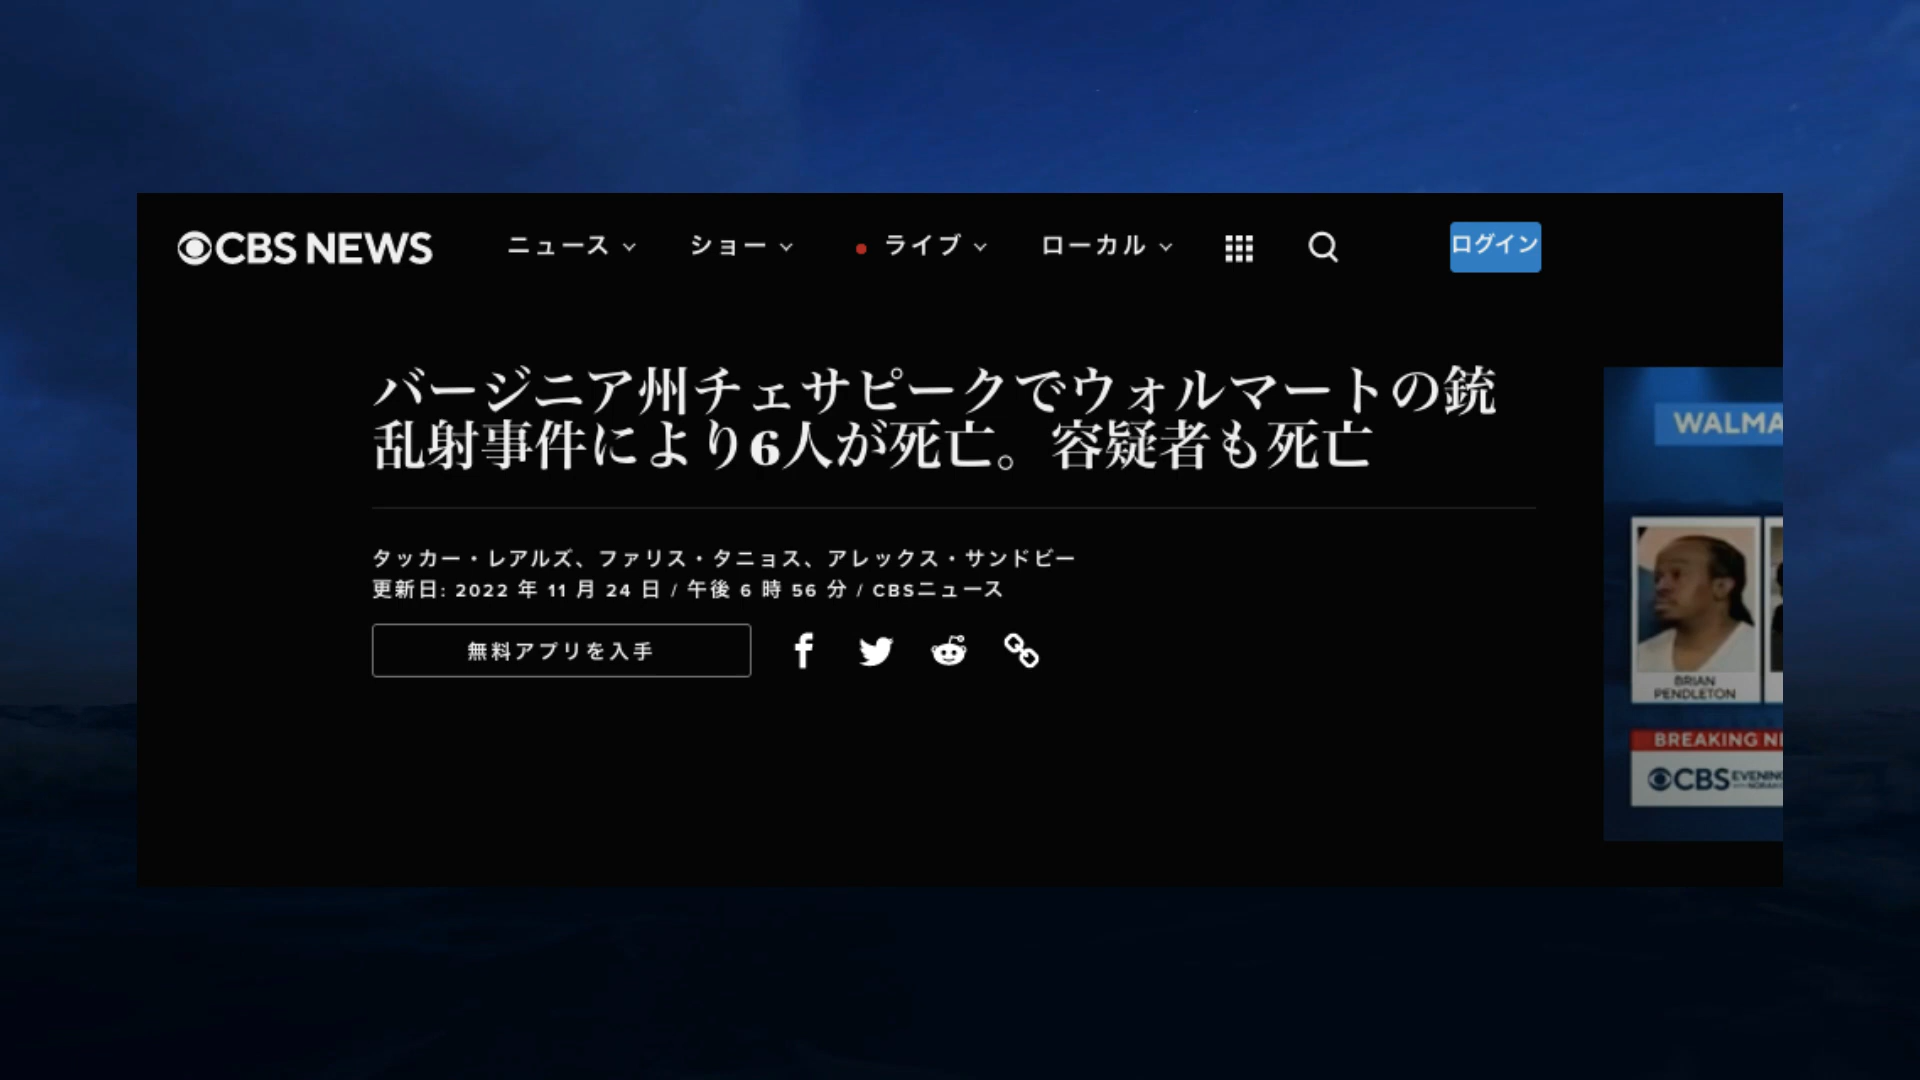 CBS NEWS ニュース ショー ライブ ローカル ログイン
バージニア州チェサピークでウォルマートの銃
乱射事件により6人が死亡。容疑者も死亡
タッカー・レアルズ、ファリス・タニョス、アレックス・サンドビー
更新日: 2022 年 11 月 24 日 / 午後 6 時 56 分 / CBSニュース
無料アプリを入手
WALMA
BRIAN
PENDLETON
BREAKING N
CBS EVENIN